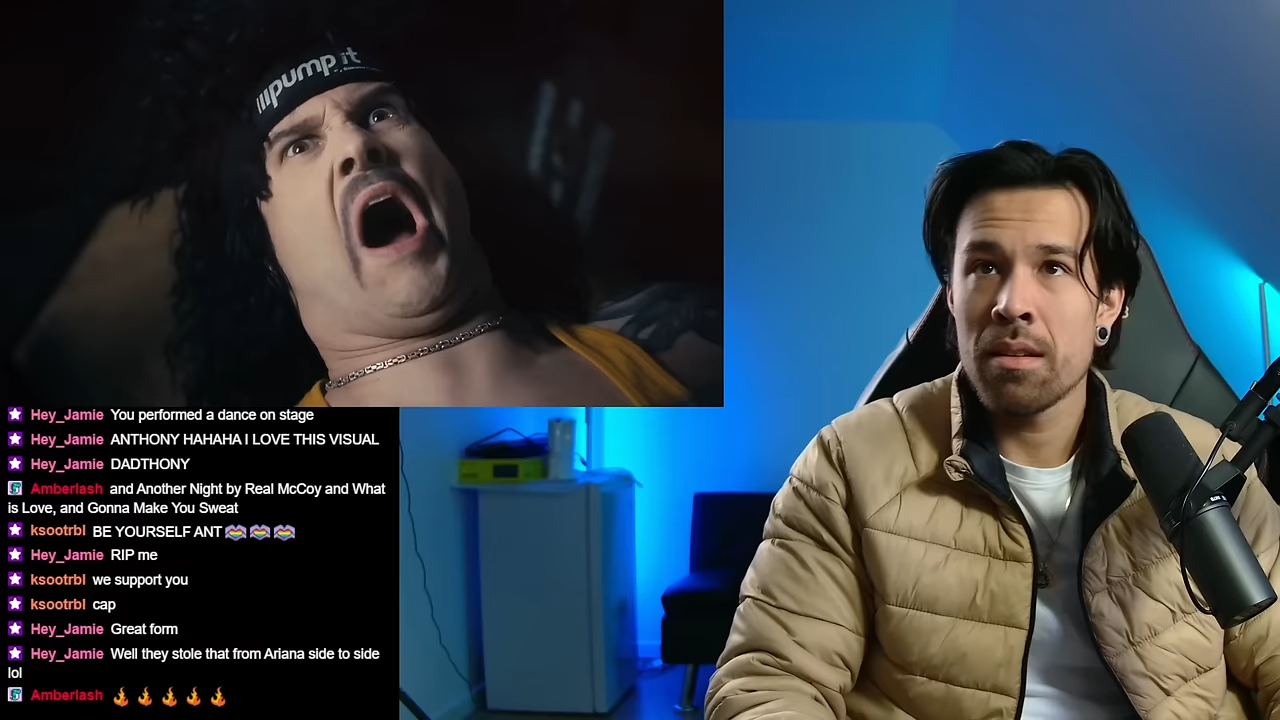 pump it
Hey_Jamie You performed a dance on stage
Hey_Jamie ANTHONY HAHAHA I LOVE THIS VISUAL
Hey_Jamie DADTHONY
Amberlash and Another Night by Real McCoy and What
is Love, and Gonna Make You Sweat
ksootrbl BE YOURSELF ANT
Hey_Jamie RIP me
ksootrbl we support you
ksootrbl cap
Hey_Jamie Great form
Hey_Jamie Well they stole that from Ariana side to side
lol
Amberlash